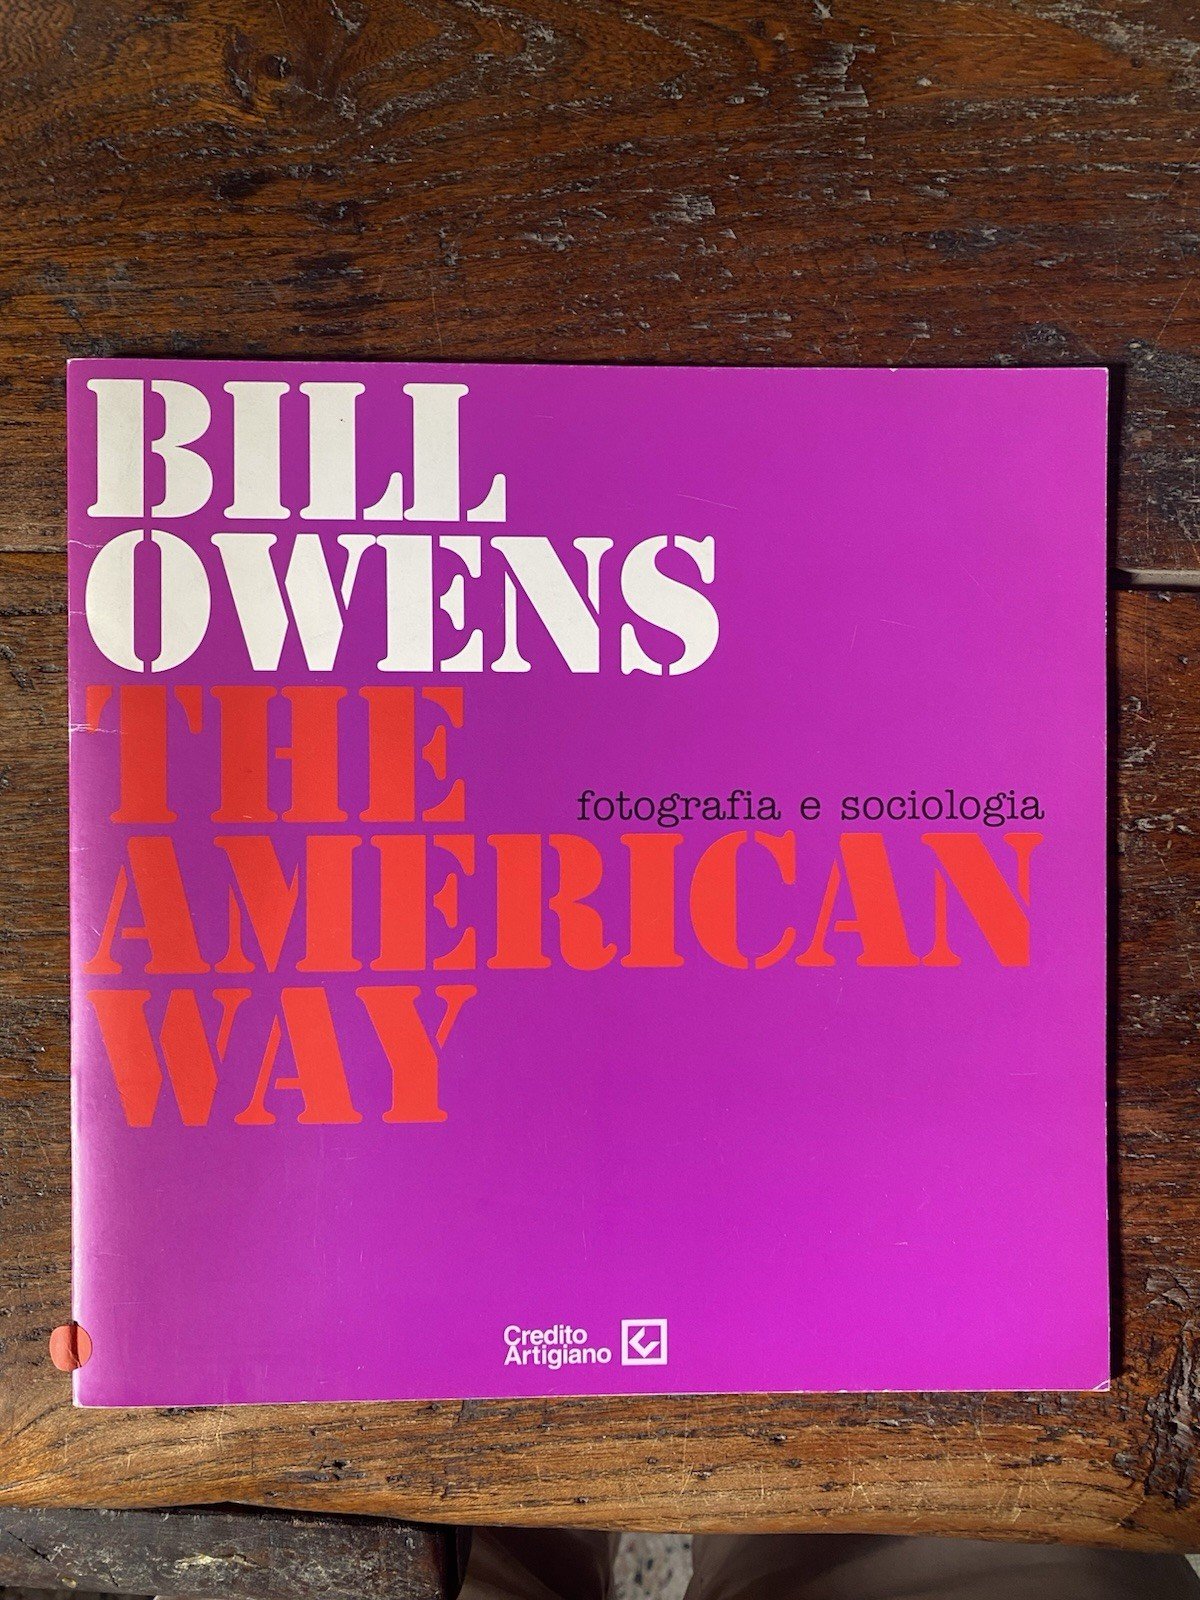 BILL
OWENS
THE
fotografia e sociologia
AMERICAN
WAY
Credito
Artigiano